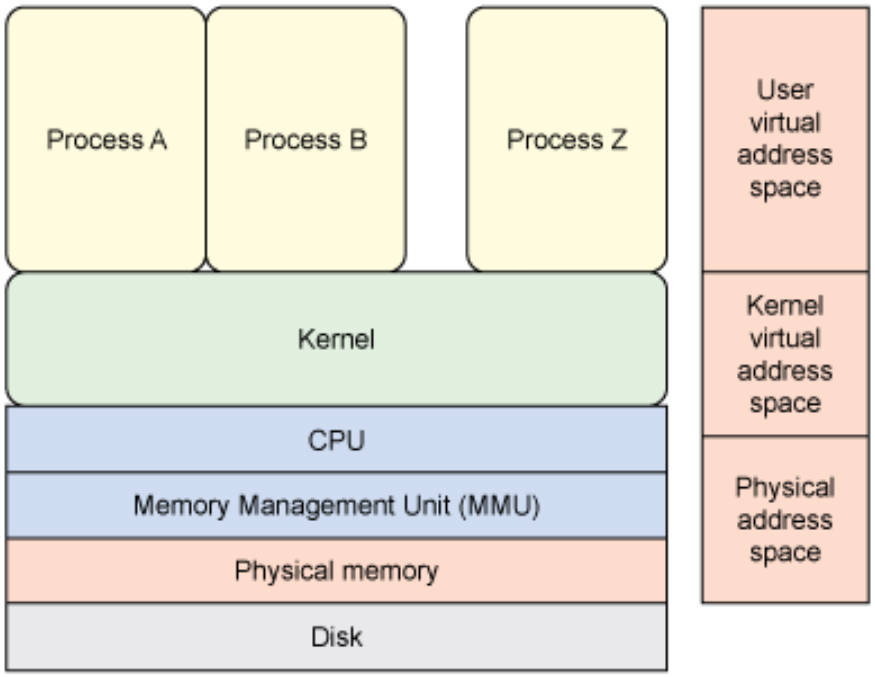 Process A
Process B
Process Z
Kernel
CPU
Memory Management Unit (MMU)
Physical memory
Disk
User
virtual
address
space
Kernel
virtual
address
space
Physical
address
space